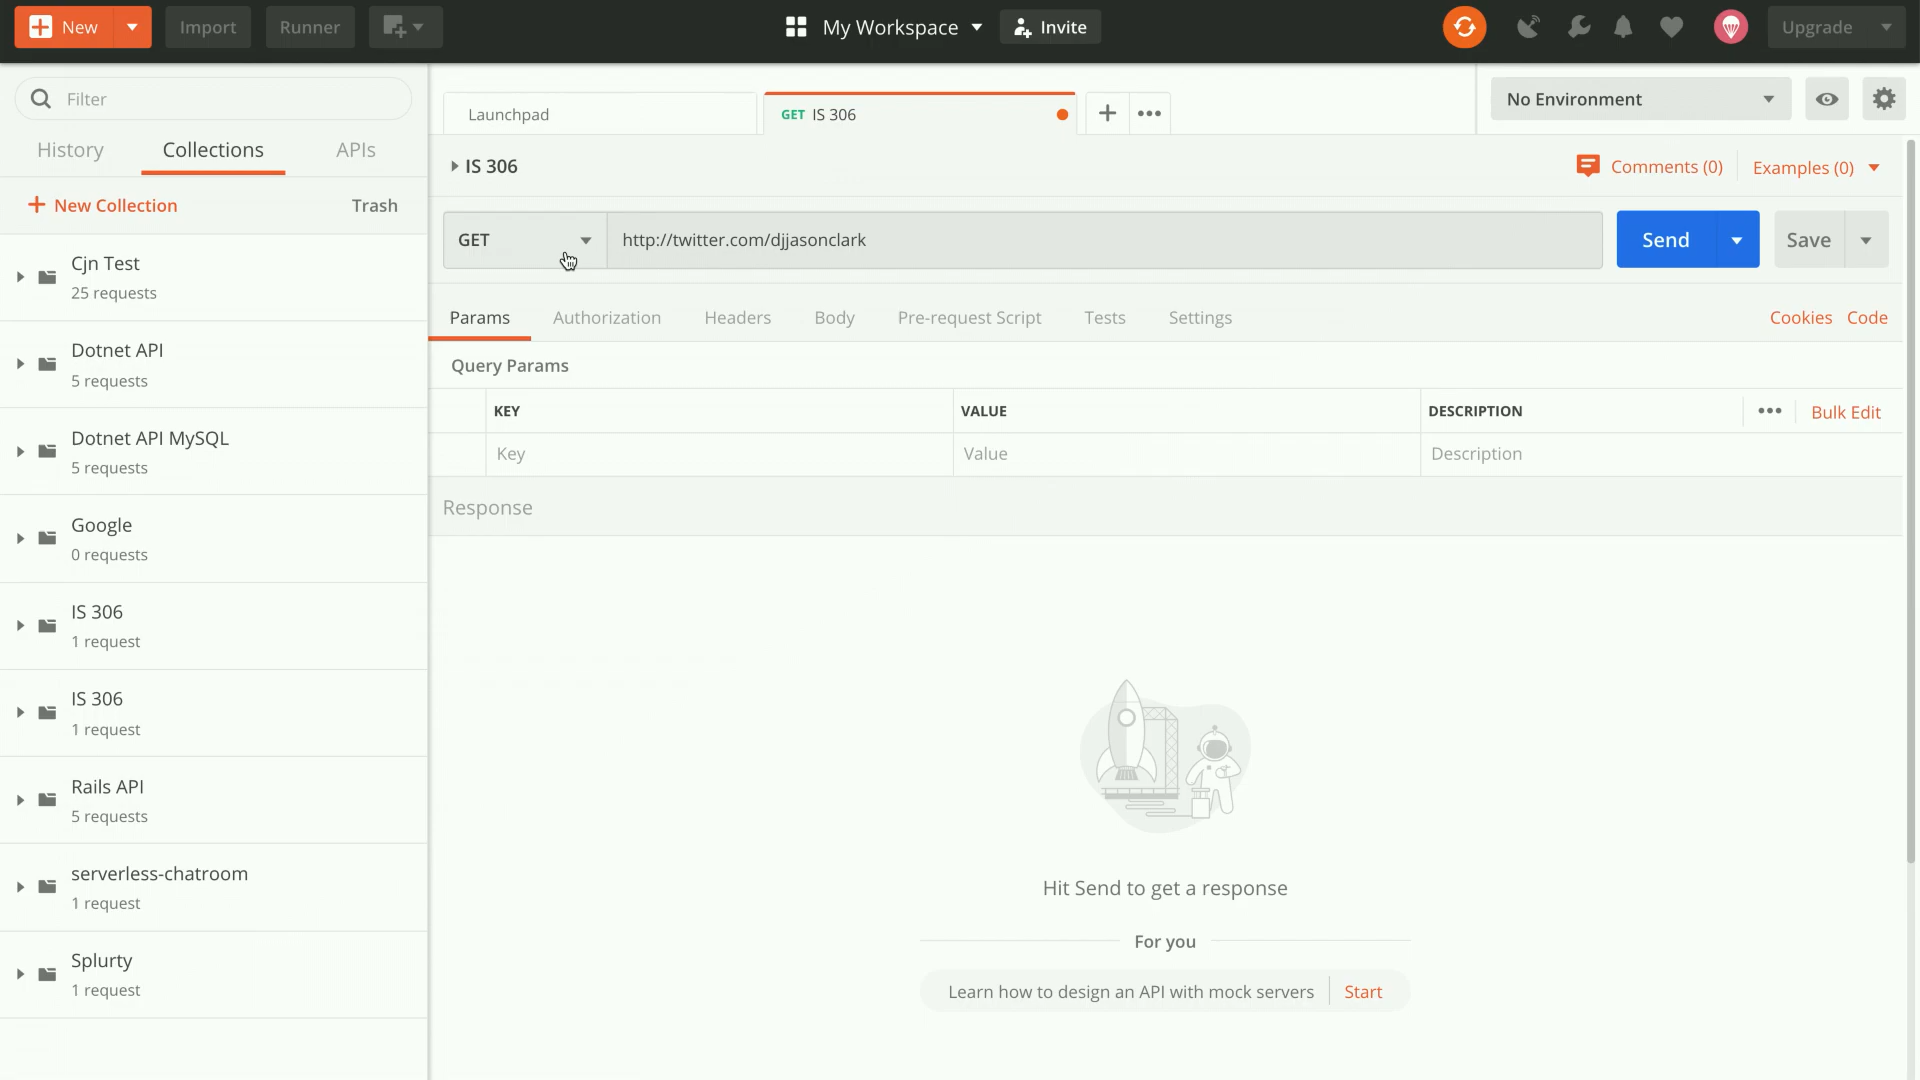 New
Import
Runner
My Workspace
Invite
Upgrade
Filter
History
Collections
APIs
New Collection
Trash
Cjn Test
25 requests
Dotnet API
5 requests
Dotnet API MySQL
5 requests
Google
0 requests
IS 306
1 request
IS 306
1 request
Rails API
5 requests
serverless-chatroom
1 request
Splurty
1 request
Launchpad
GET IS 306
No Environment
IS 306
Comments (0)
Examples (0)
GET
http://twitter.com/djjasonclark
Send
Save
Params
Authorization
Headers
Body
Pre-request Script
Tests
Settings
Cookies
Code
Query Params
KEY
VALUE
DESCRIPTION
Bulk Edit
Key
Value
Description
Response
Hit Send to get a response
For you
Learn how to design an API with mock servers
Start